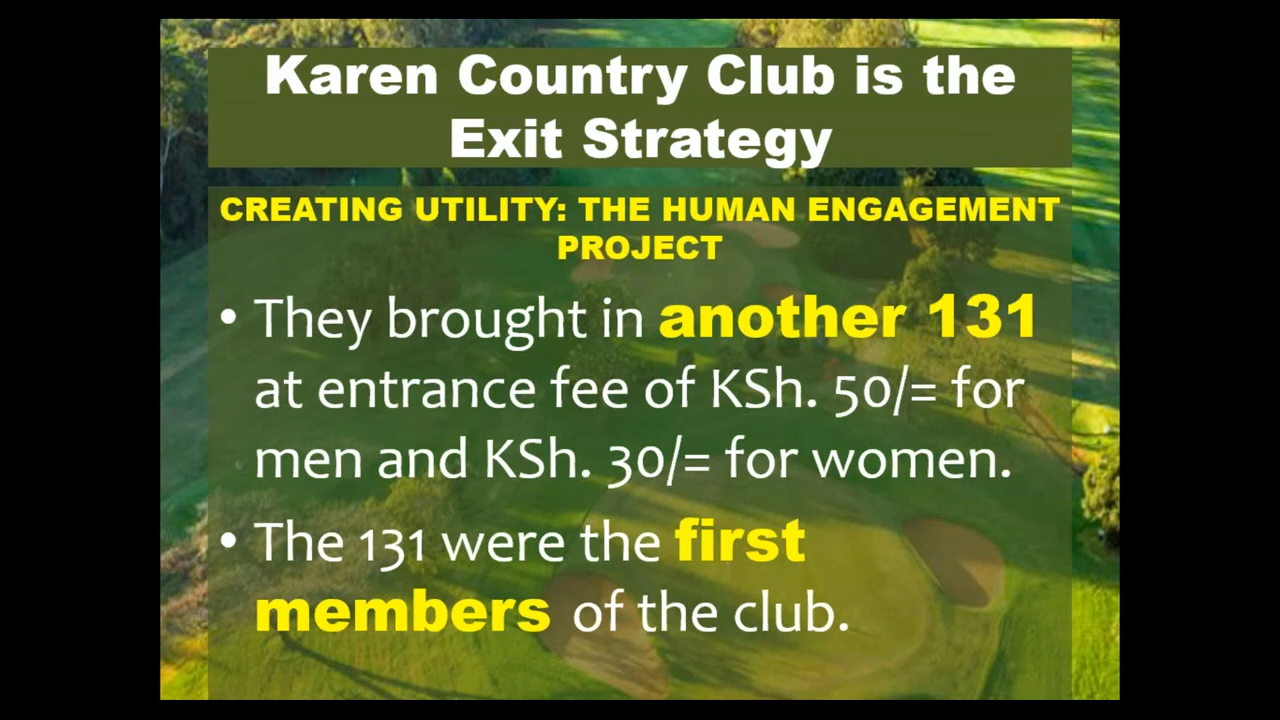 Karen Country Club is the
Exit Strategy
CREATING UTILITY: THE HUMAN ENGAGEMENT
PROJECT
• They brought in another 131
at entrance fee of KSh. 50/= for
men and KSh. 30/= for women.
• The 131 were the first
members of the club.